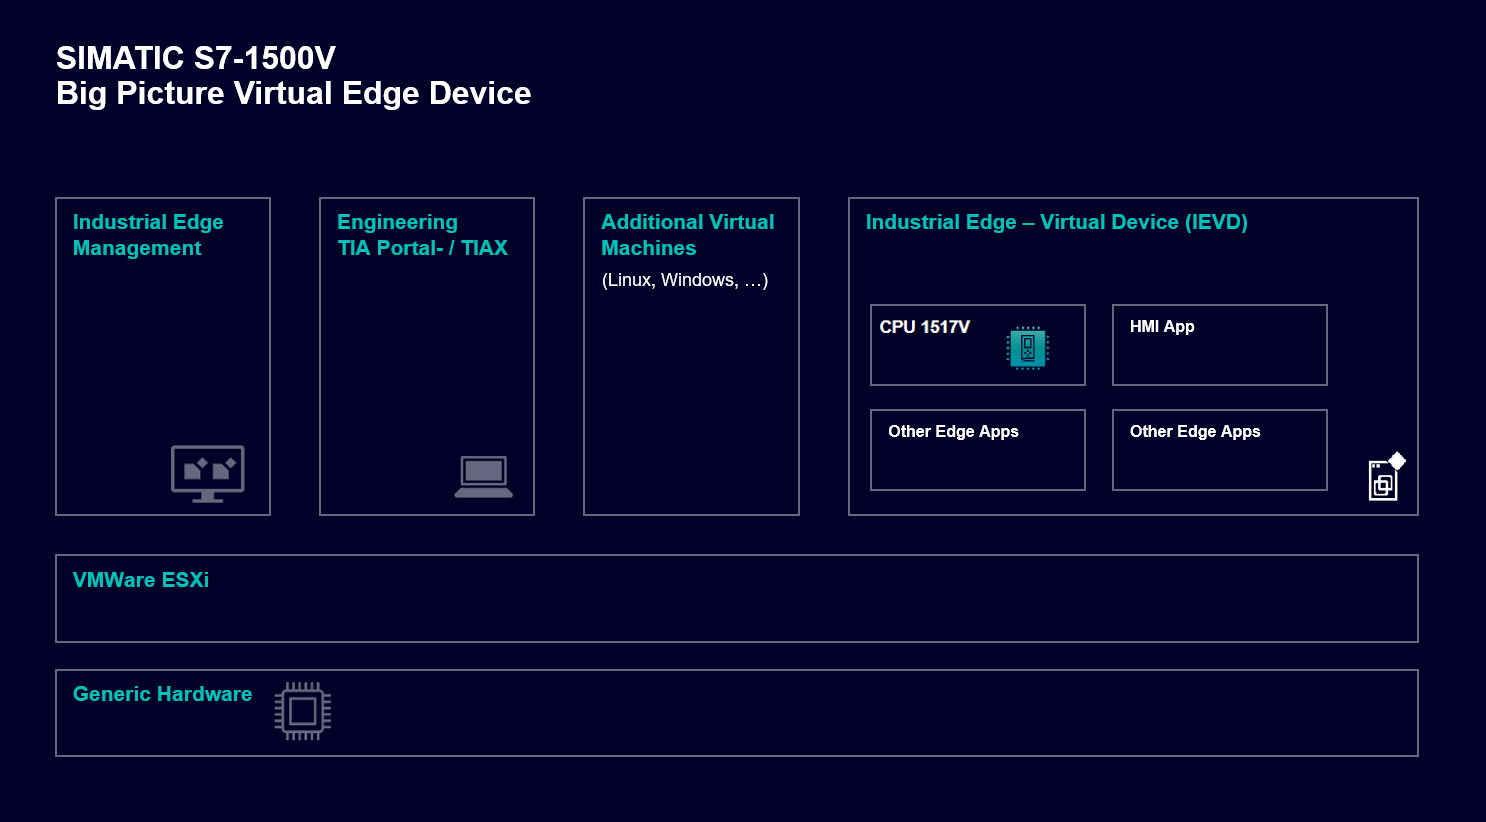 SIMATIC S7-1500V
Big Picture Virtual Edge Device
Industrial Edge
Management
Engineering
TIA Portal- / TIAX
Additional Virtual
Machines
(Linux, Windows, …)
Industrial Edge – Virtual Device (IEVD)
CPU 1517V
HMI App
Other Edge Apps
Other Edge Apps
VMWare ESXi
Generic Hardware